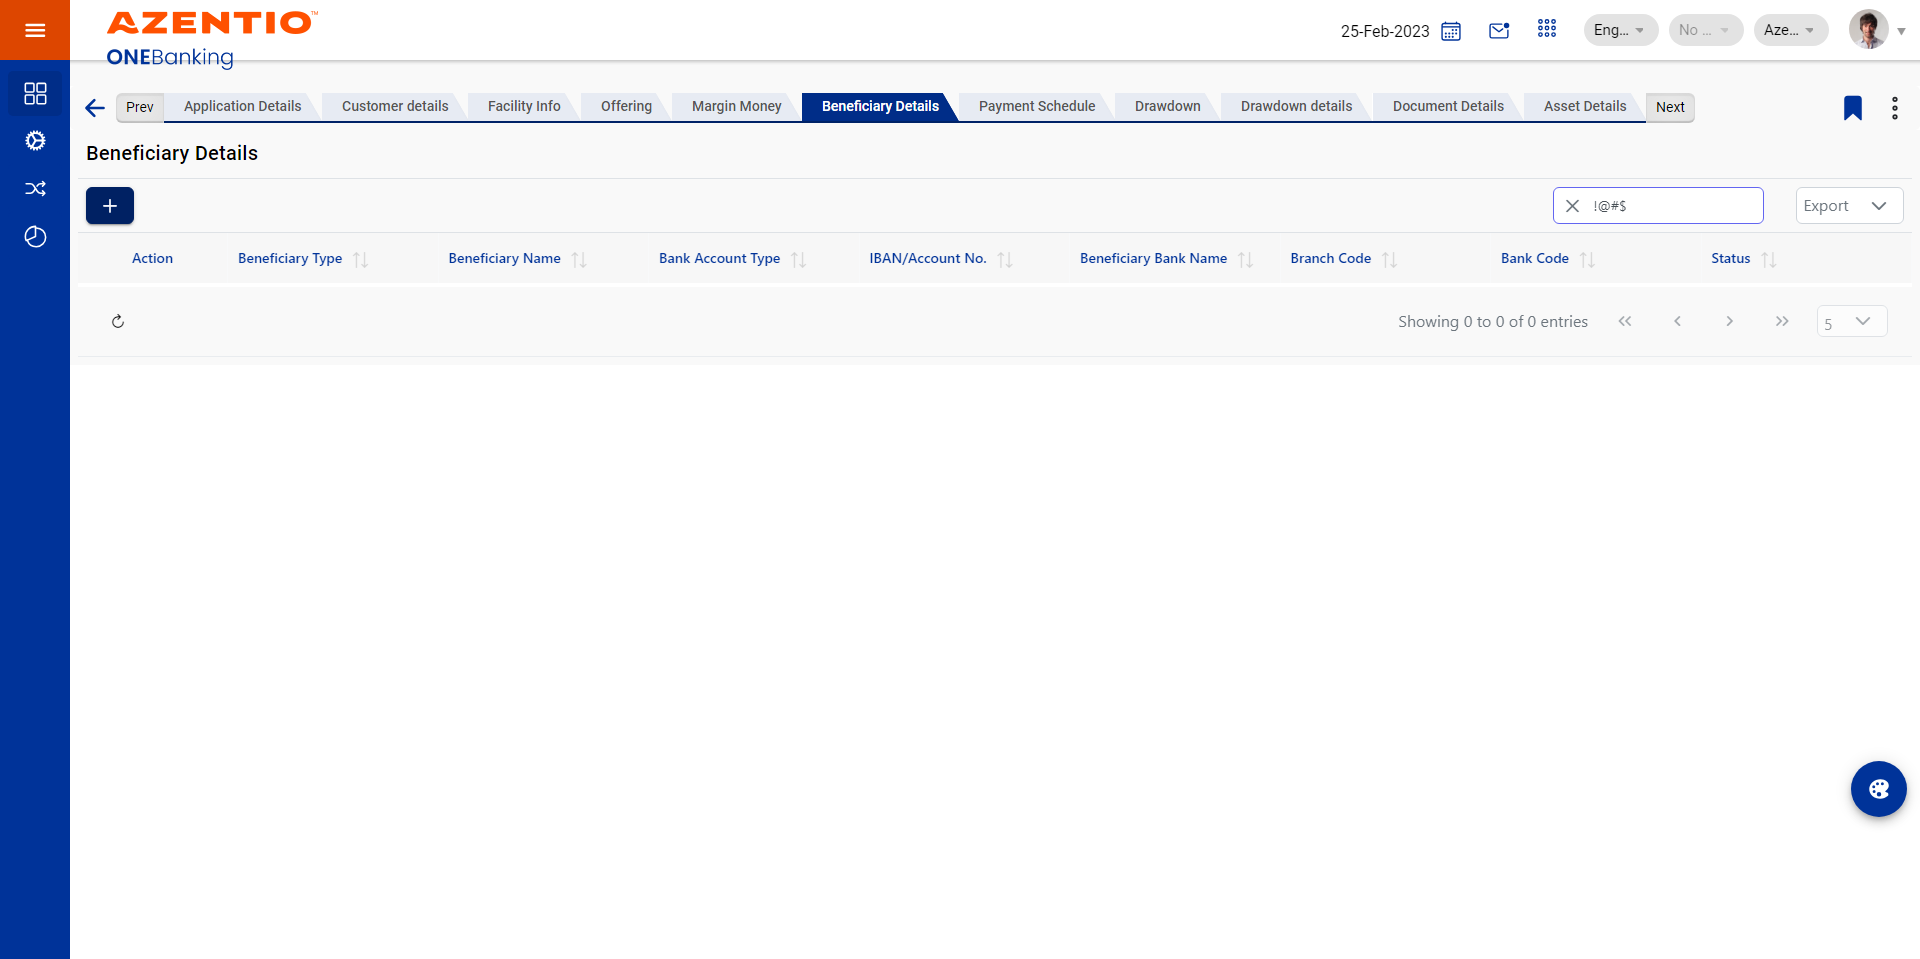 AZENTIO™
ONEBanking
25-Feb-2023
Eng...
No ...
Aze...
Prev
Application Details
Customer details
Facility Info
Offering
Margin Money
Beneficiary Details
Payment Schedule
Drawdown
Drawdown details
Document Details
Asset Details
Next
Beneficiary Details
+
!@#$
Export
Action
Beneficiary Type
Beneficiary Name
Bank Account Type
IBAN/Account No.
Beneficiary Bank Name
Branch Code
Bank Code
Status
Showing 0 to 0 of 0 entries
5